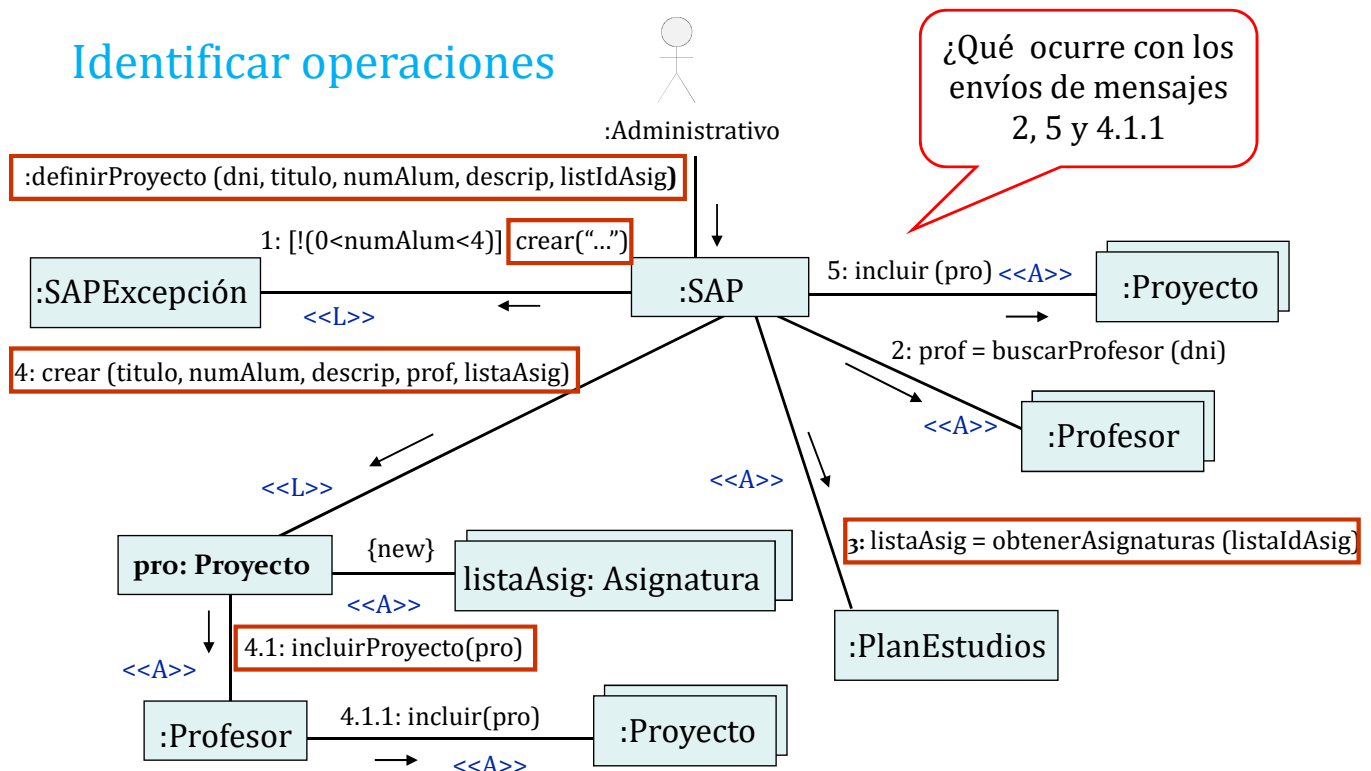 Identificar operaciones
¿Qué ocurre con los
envíos de mensajes
2, 5 y 4.1.1
:Administrativo
:definirProyecto (dni, titulo, numAlum, descrip, listIdAsig)
1: [!(0<numAlum<4)] crear(“...”)
:SAPExcepción
<<L>>
:SAP
5: incluir (pro) <<A>>
:Proyecto
2: prof = buscarProfesor (dni)
<<A>>
:Profesor
4: crear (titulo, numAlum, descrip, prof, listaAsig)
<<L>>
<<A>>
3: listaAsig = obtenerAsignaturas (listaIdAsig)
:PlanEstudios
pro: Proyecto
{new}
<<A>>
listaAsig: Asignatura
4.1: incluirProyecto(pro)
<<A>>
:Profesor
4.1.1: incluir(pro)
<<A>>
:Proyecto